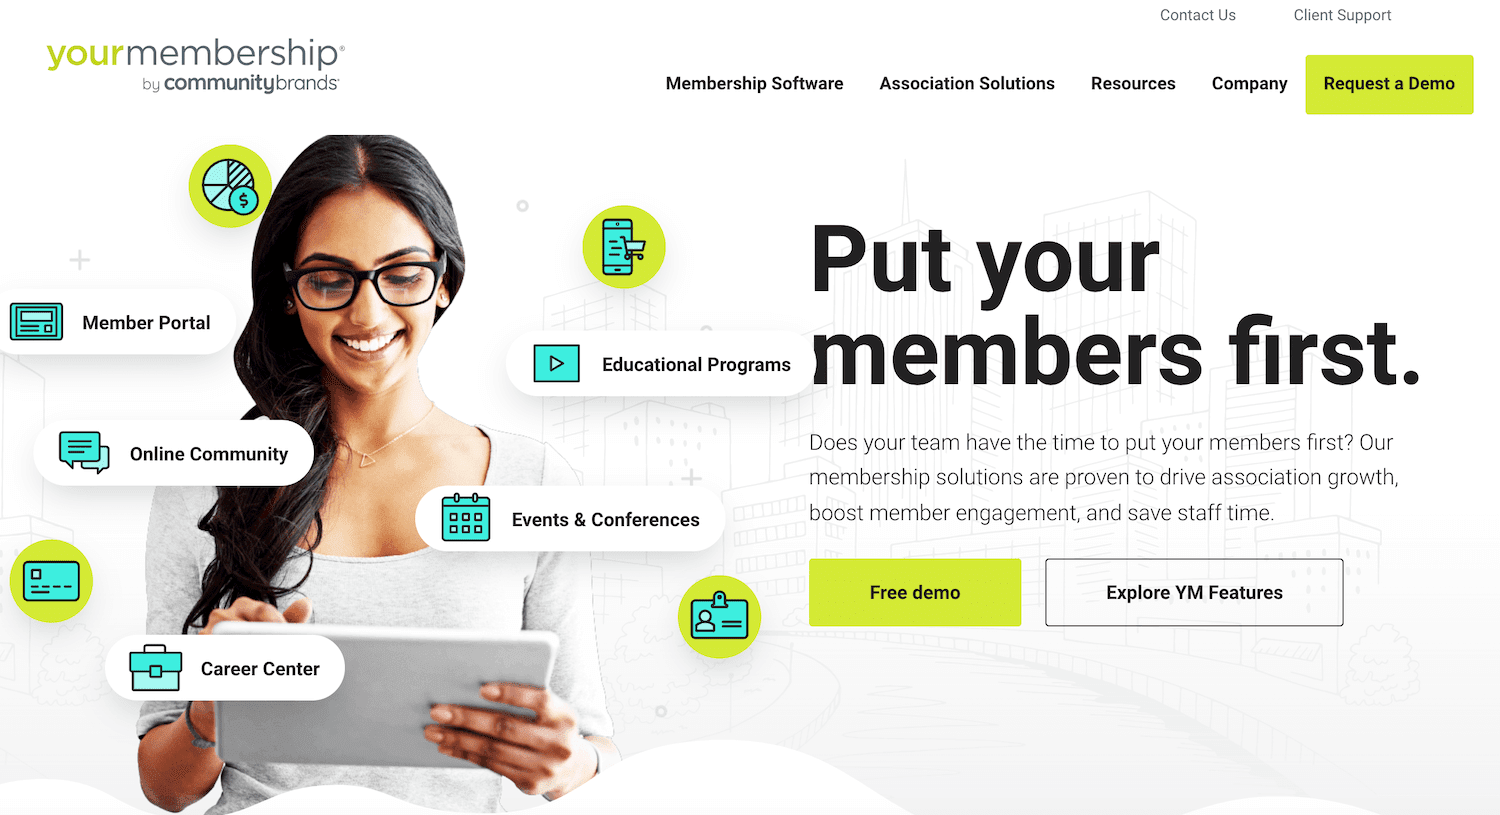 Contact Us
Client Support
yourmembership®
by communitybrands®
Membership Software
Association Solutions
Resources
Company
Request a Demo
$
Member Portal
Educational Programs
Online Community
Events & Conferences
Career Center
Put your
members first.
Does your team have the time to put your members first? Our
membership solutions are proven to drive association growth,
boost member engagement, and save staff time.
Free demo
Explore YM Features